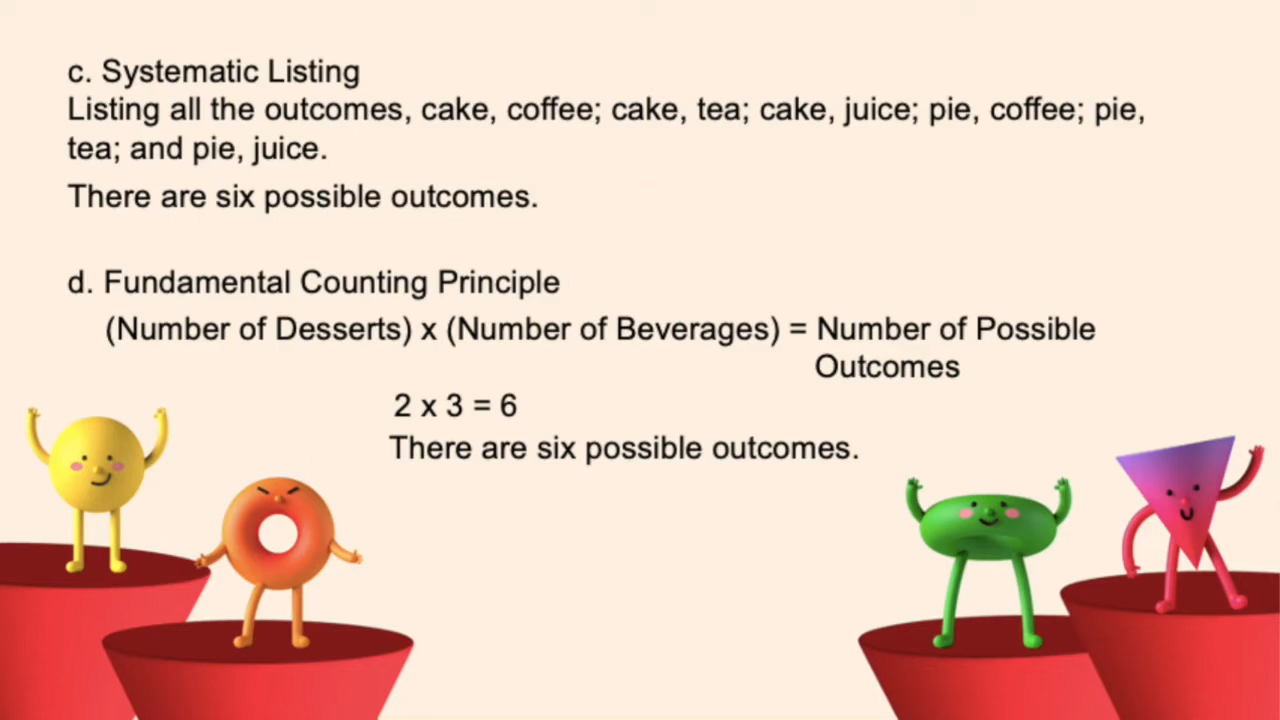 c. Systematic Listing
Listing all the outcomes, cake, coffee; cake, tea; cake, juice; pie, coffee; pie,
tea; and pie, juice.
There are six possible outcomes.
d. Fundamental Counting Principle
(Number of Desserts) x (Number of Beverages) = Number of Possible
Outcomes
2 x 3 = 6
There are six possible outcomes.